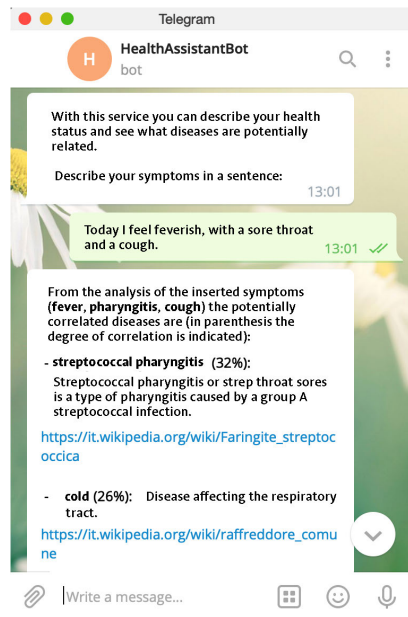 Telegram
H
HealthAssistantBot
bot
With this service you can describe your health
status and see what diseases are potentially
related.
Describe your symptoms in a sentence:
13:01
Today I feel feverish, with a sore throat
and a cough.
13:01
From the analysis of the inserted symptoms
(fever, pharyngitis, cough) the potentially
correlated diseases are (in parenthesis the
degree of correlation is indicated):
- streptococcal pharyngitis (32%):
Streptococcal pharyngitis or strep throat sores
is a type of pharyngitis caused by a group A
streptococcal infection.
https://it.wikipedia.org/wiki/Faringite_streptoc
occica
- cold (26%): Disease affecting the respiratory
tract.
https://it.wikipedia.org/wiki/raffreddore_comu
ne
Write a message...